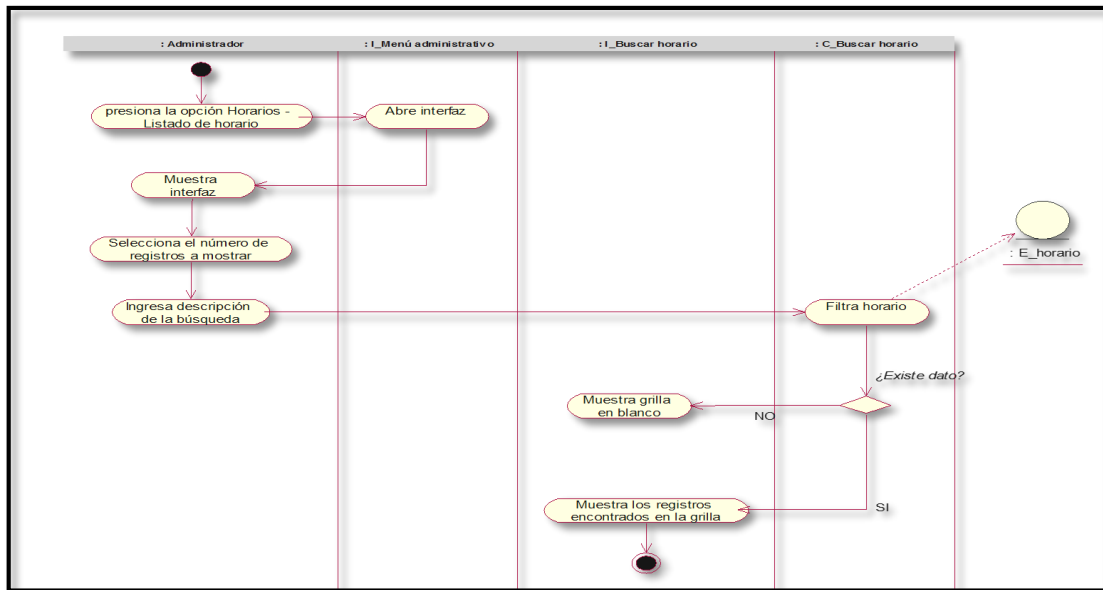 : Administrador
: I_Menú administrativo
: I_Buscar horario
: C_Buscar horario
presiona la opción Horarios -
Listado de horario
Abre interfaz
Muestra
interfaz
Selecciona el número de
registros a mostrar
: E_horario
Ingresa descripción
de la búsqueda
Filtra horario
¿Existe dato?
Muestra grilla
en blanco
NO
Muestra los registros
encontrados en la grilla
SI